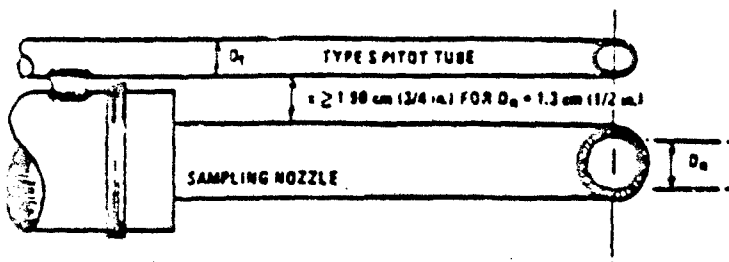 Dt TYPE S PITOT TUBE
x ≥ 1.90 cm (3/4 in.) FOR Dn = 1.3 cm (1/2 in.)
Dn
SAMPLING NOZZLE